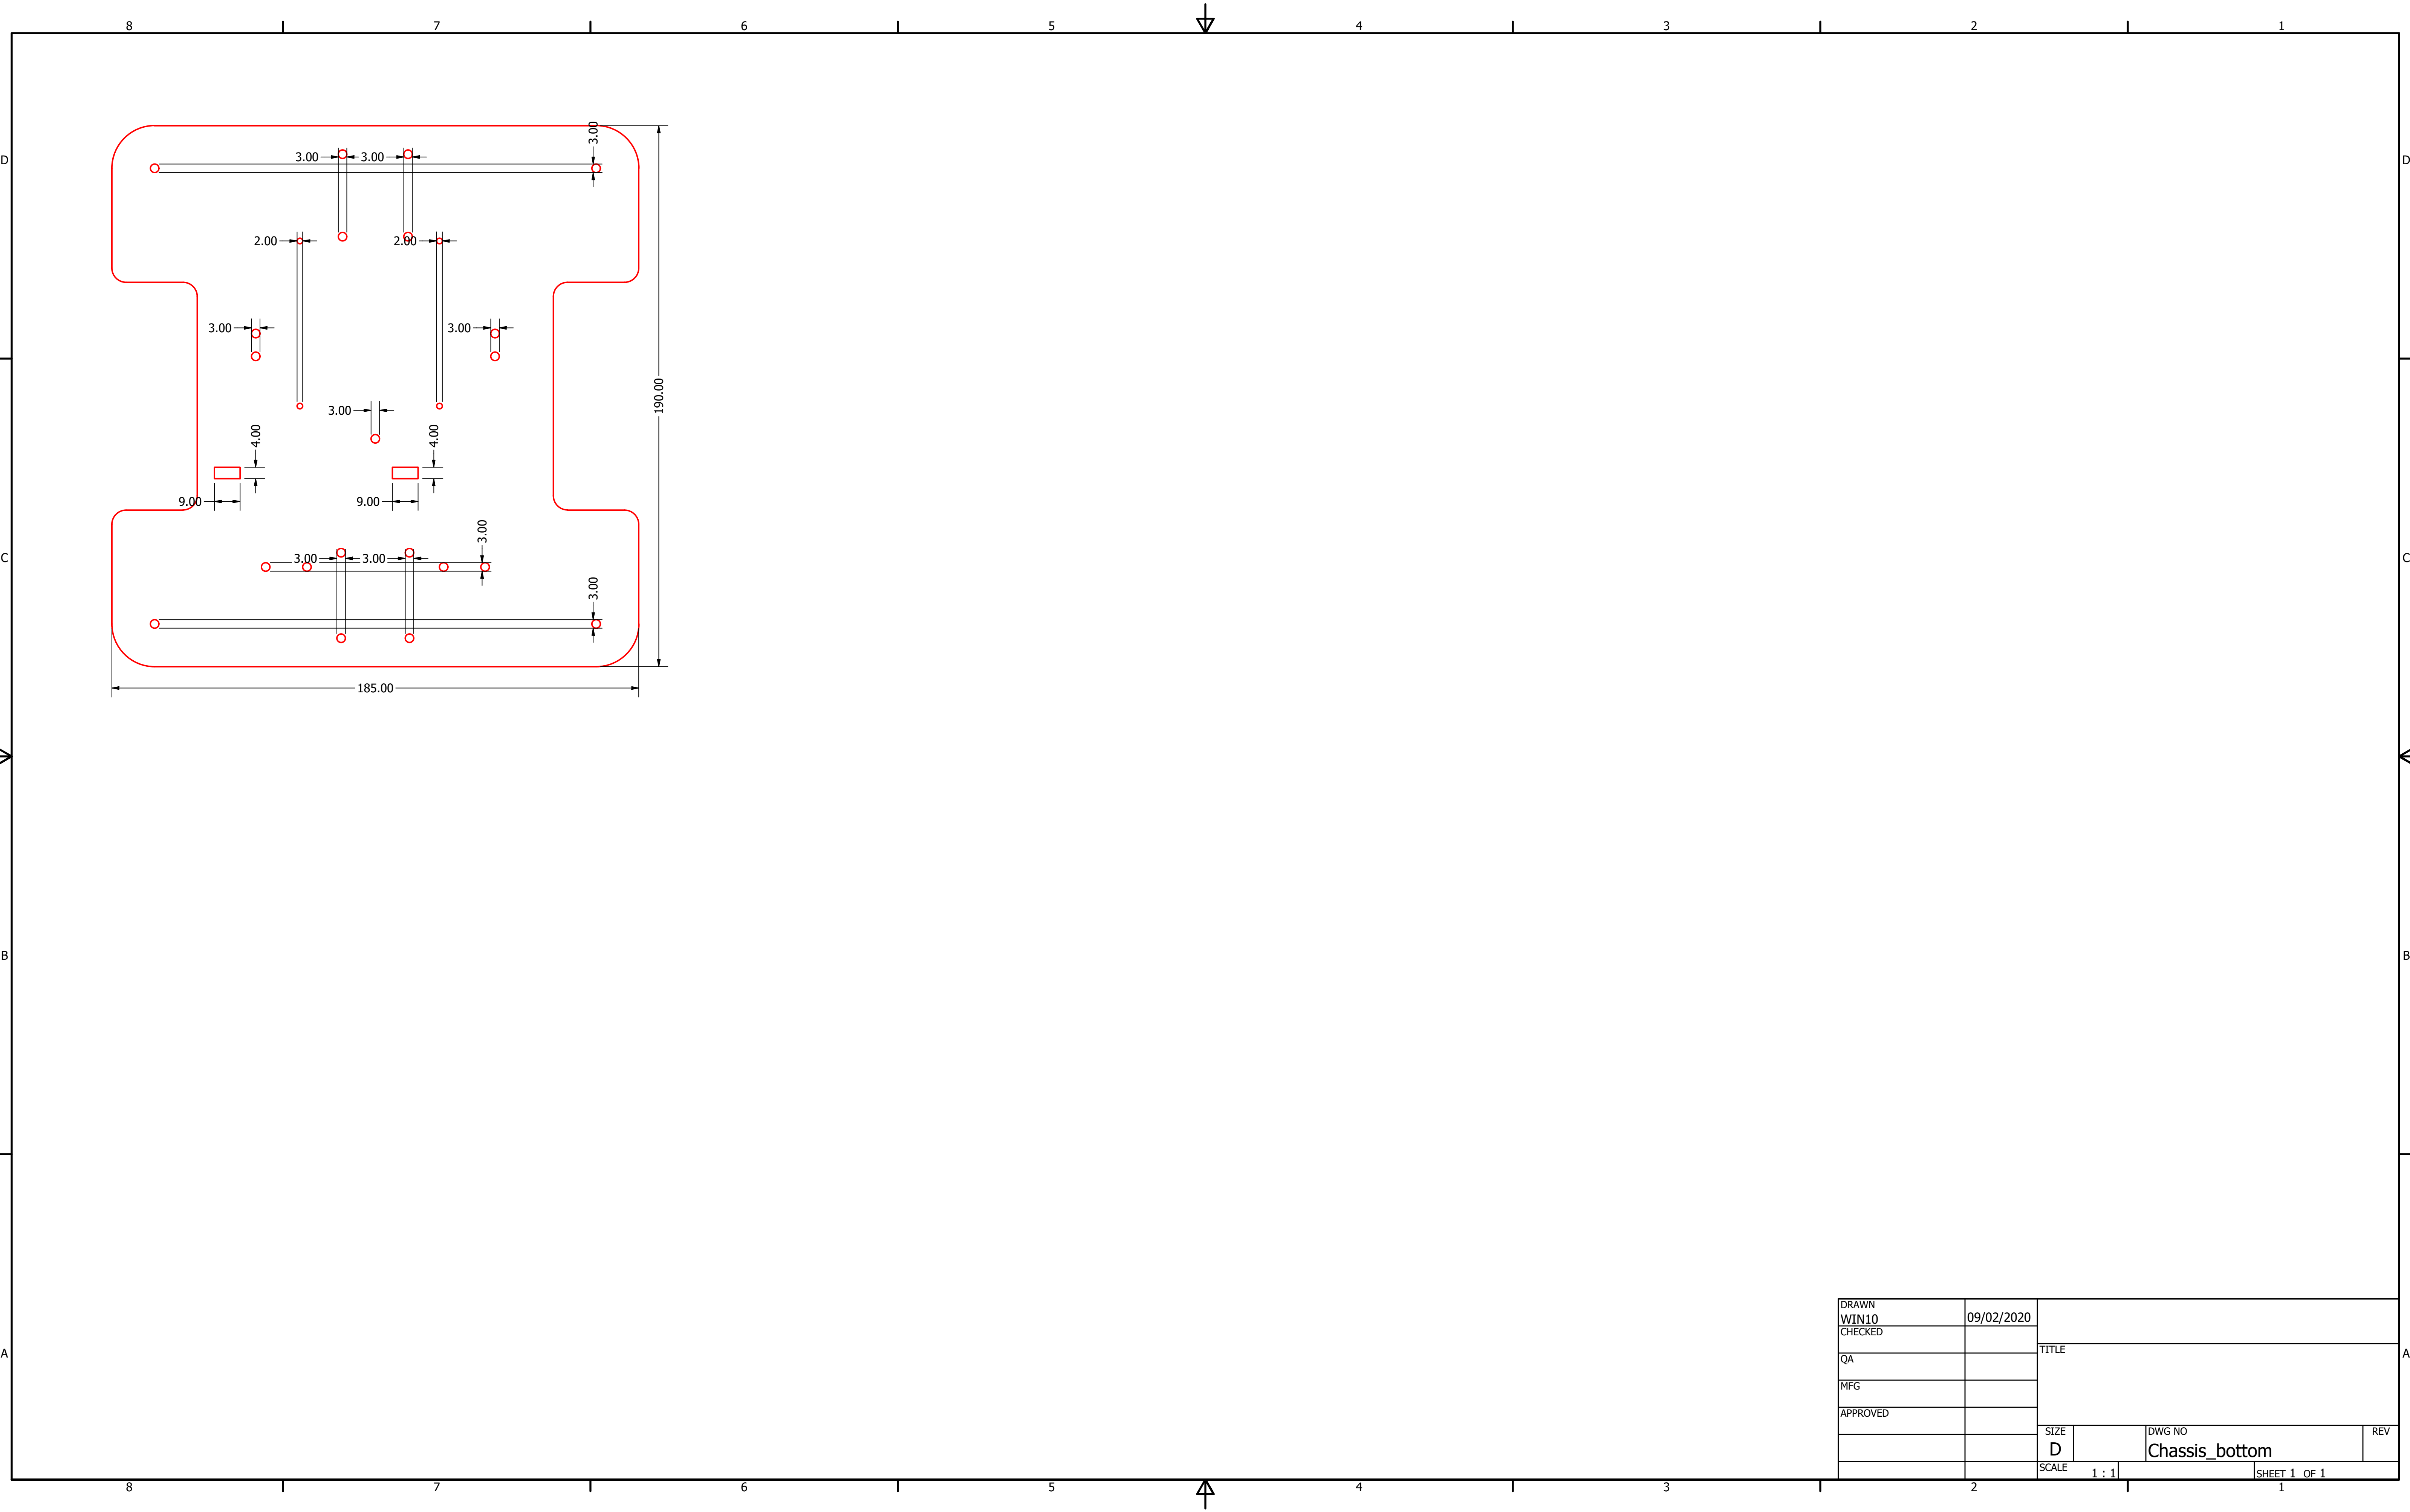 8 7 6 5 4 3 2 1
D D
3.00
3.00 3.00
2.00 2.00
3.00 3.00
190.00
3.00
4.00 4.00
9.00 9.00
3.00
C C
3.00 3.00
3.00
185.00
B B
DRAWN
WIN10 09/02/2020
CHECKED
A A
TITLE
QA
MFG
APPROVED
SIZE DWG NO REV
D Chassis_bottom
SCALE 1 : 1 SHEET 1 OF 1
8 7 6 5 4 3 2 1